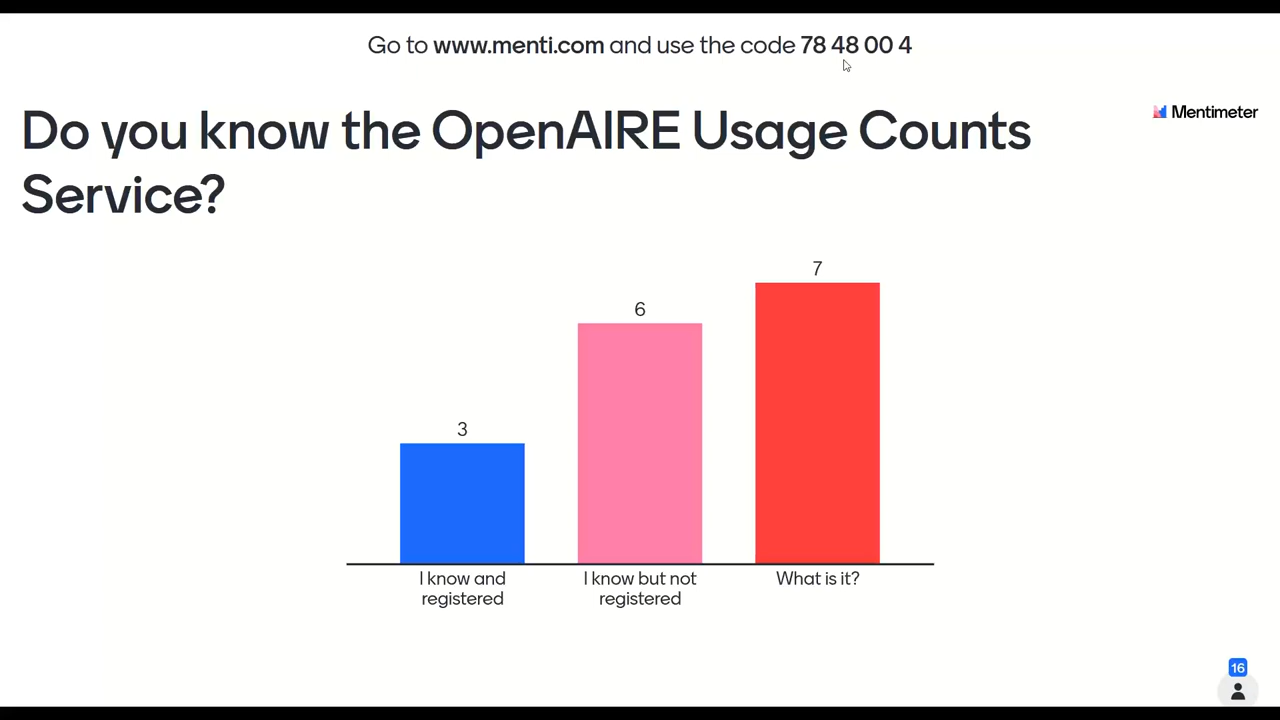 Go to www.menti.com and use the code 78 48 00 4
Mentimeter
Do you know the OpenAIRE Usage Counts
Service?
3
6
7
I know and
registered
I know but not
registered
What is it?
16